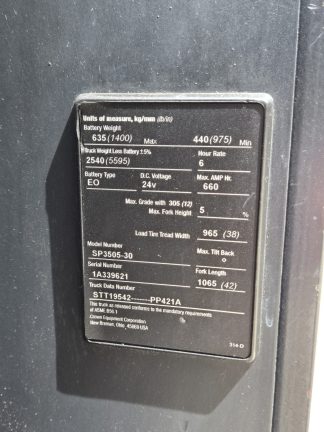 Units of measure, kg/mm (lb/in)
Battery Weight
635 (1400) Max 440 (975) Min
Truck Weight Less Battery ±5% Hour Rate
2540 (5595) 6
Battery Type D.C. Voltage Max. AMP Hr.
EO 24v 660
Max. Grade with 305 (12)
Max. Fork Height 5 %
Load Tire Tread Width 965 (38)
Model Number Max. Tilt Back
SP3505-30 °
Serial Number Fork Length
1A339621 1065 (42)
Truck Data Number
STT19542-------PP421A
This truck as released conforms to the mandatory requirements
of ASME B56.1
Crown Equipment Corporation
New Bremen, Ohio, 45869 USA
314-D